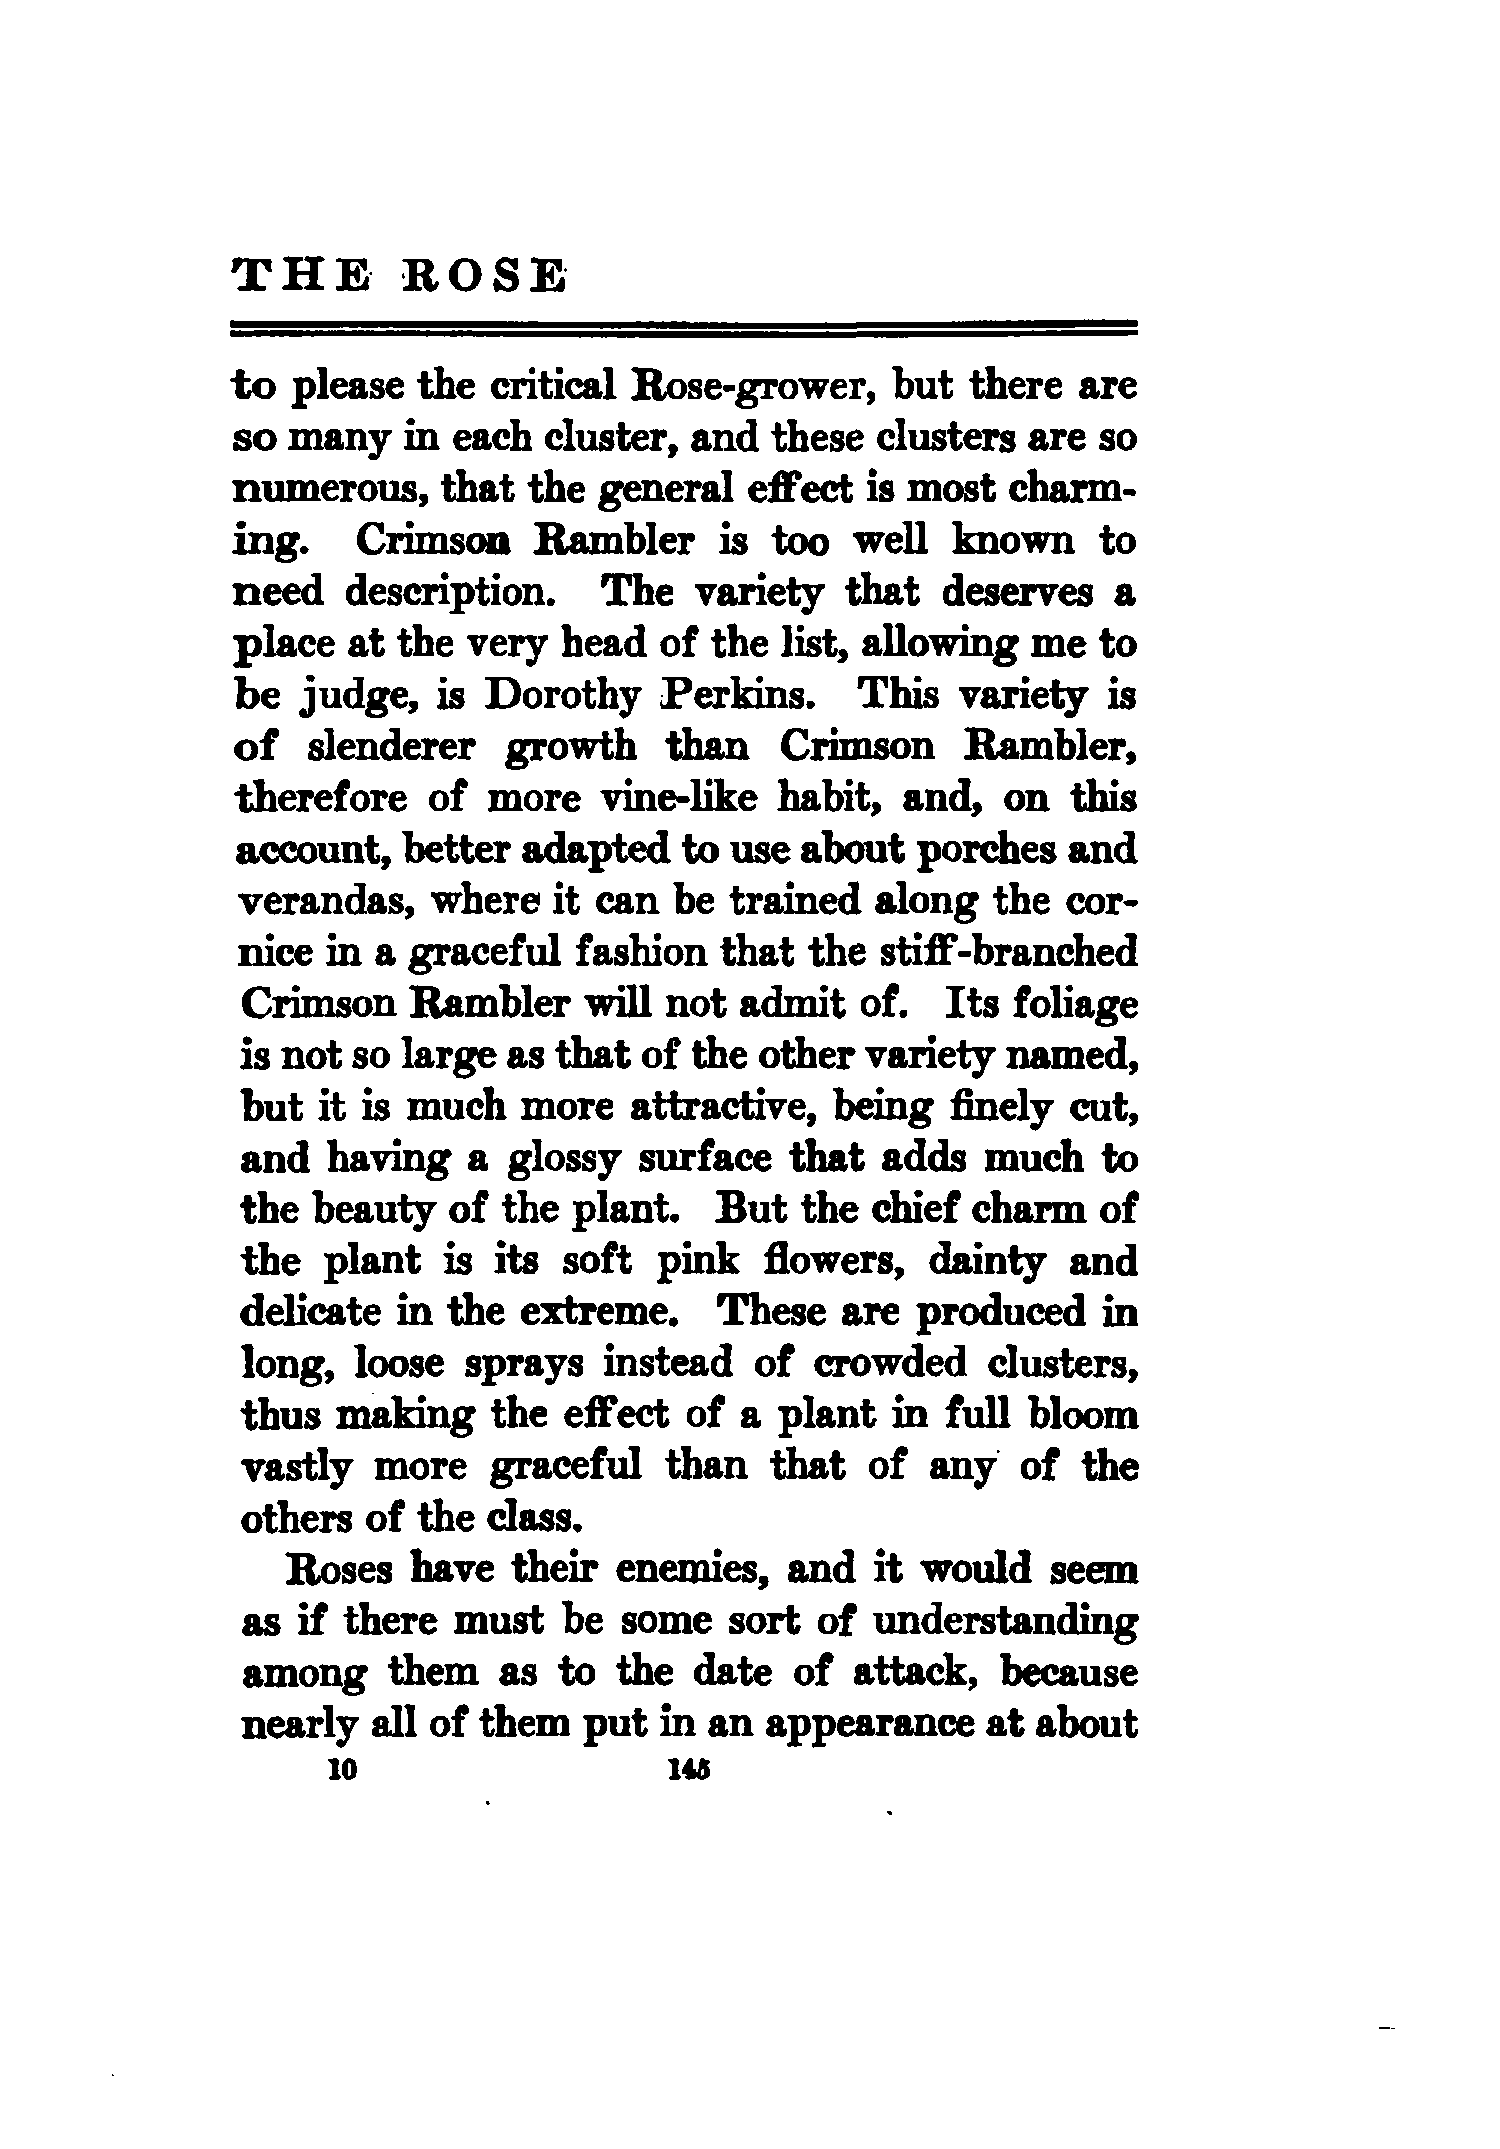 THE ROSE
to please the critical Rose-grower, but there are
so many in each cluster, and these clusters are so
numerous, that the general effect is most charm-
ing. Crimson Rambler is too well known to
need description. The variety that deserves a
place at the very head of the list, allowing me to
be judge, is Dorothy Perkins. This variety is
of slenderer growth than Crimson Rambler,
therefore of more vine-like habit, and, on this
account, better adapted to use about porches and
verandas, where it can be trained along the cor-
nice in a graceful fashion that the stiff-branched
Crimson Rambler will not admit of. Its foliage
is not so large as that of the other variety named,
but it is much more attractive, being finely cut,
and having a glossy surface that adds much to
the beauty of the plant. But the chief charm of
the plant is its soft pink flowers, dainty and
delicate in the extreme. These are produced in
long, loose sprays instead of crowded clusters,
thus making the effect of a plant in full bloom
vastly more graceful than that of any of the
others of the class.
Roses have their enemies, and it would seem
as if there must be some sort of understanding
among them as to the date of attack, because
nearly all of them put in an appearance at about
10 145